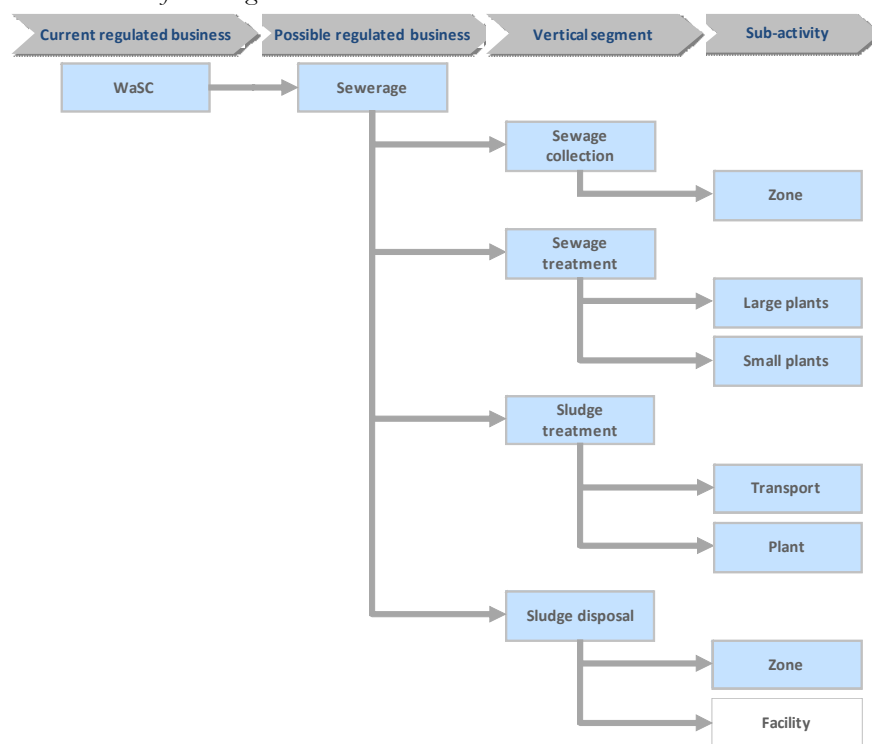 Current regulated business
Possible regulated business
Vertical segment
Sub-activity
WaSC
Sewerage
Sewage
collection
Zone
Sewage
treatment
Large plants
Small plants
Sludge
treatment
Transport
Plant
Sludge disposal
Zone
Facility